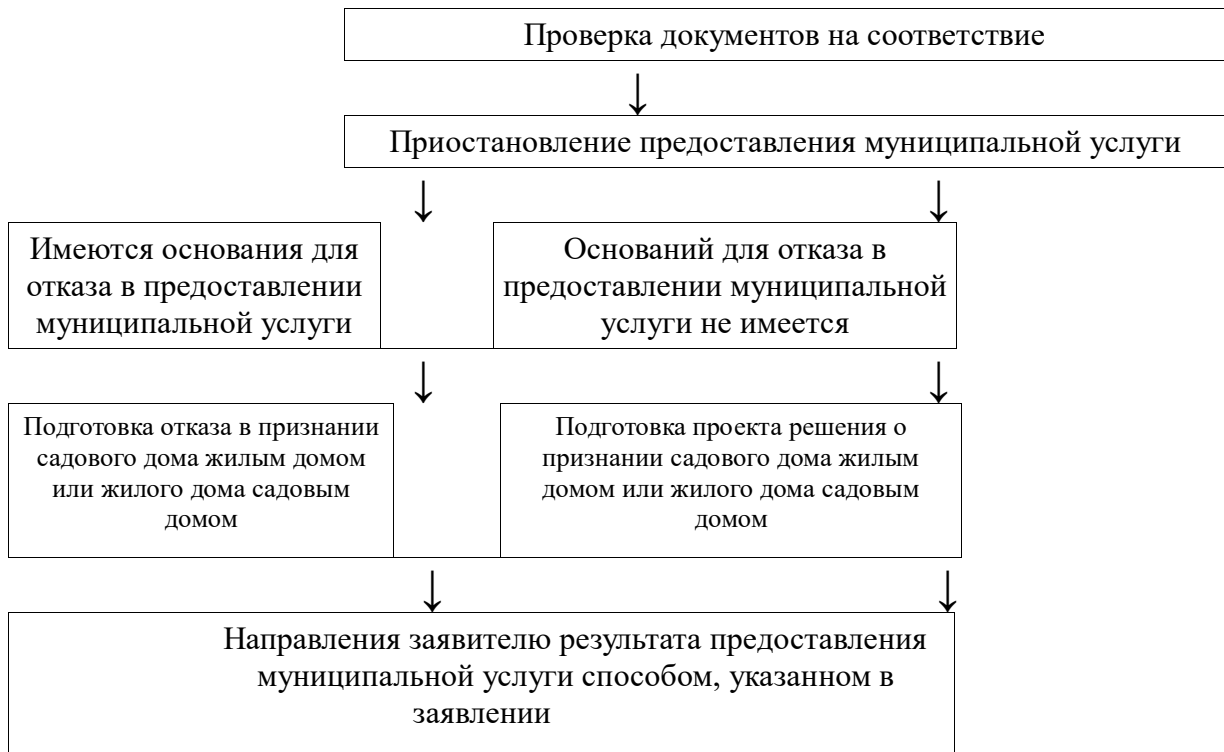 Проверка документов на соответствие
↓
Приостановление предоставления муниципальной услуги
↓ ↓
Имеются основания для
отказа в предоставлении
муниципальной услуги
Оснований для отказа в
предоставлении муниципальной
услуги не имеется
↓ ↓
Подготовка отказа в признании
садового дома жилым домом
или жилого дома садовым
домом
Подготовка проекта решения о
признании садового дома жилым
домом или жилого дома садовым
домом
↓ ↓
Направления заявителю результата предоставления
муниципальной услуги способом, указанном в
заявлении